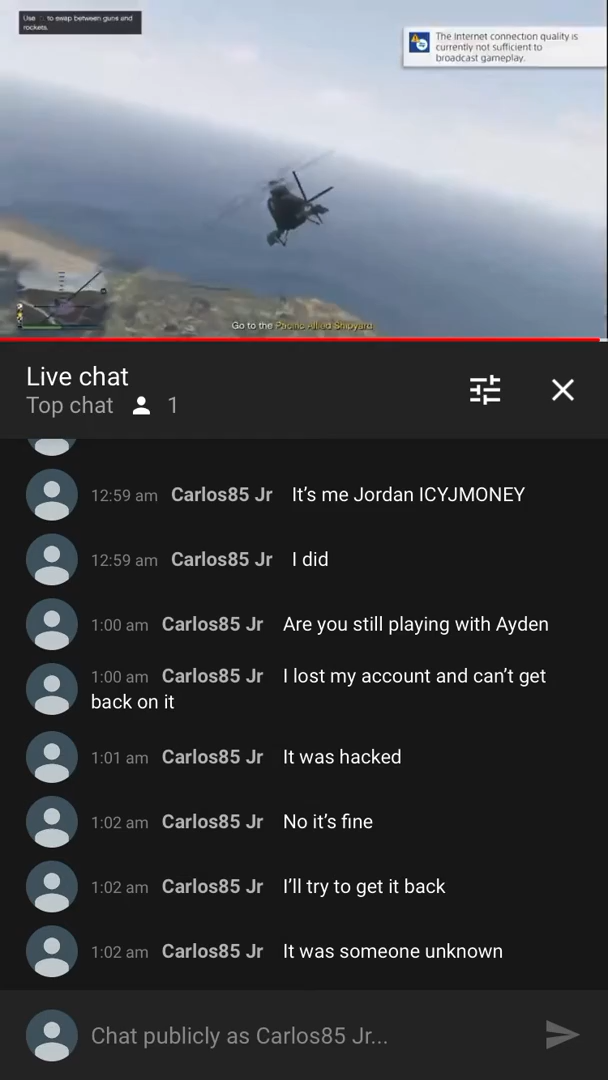 Use to swap between guns and
rockets.
The Internet connection quality is
currently not sufficient to
broadcast gameplay.
Go to the Pacific Allied Shipyard.
Live chat
Top chat 1
12:59 am Carlos85 Jr It’s me Jordan ICYJMONEY
12:59 am Carlos85 Jr I did
1:00 am Carlos85 Jr Are you still playing with Ayden
1:00 am Carlos85 Jr I lost my account and can’t get
back on it
1:01 am Carlos85 Jr It was hacked
1:02 am Carlos85 Jr No it’s fine
1:02 am Carlos85 Jr I’ll try to get it back
1:02 am Carlos85 Jr It was someone unknown
Chat publicly as Carlos85 Jr...